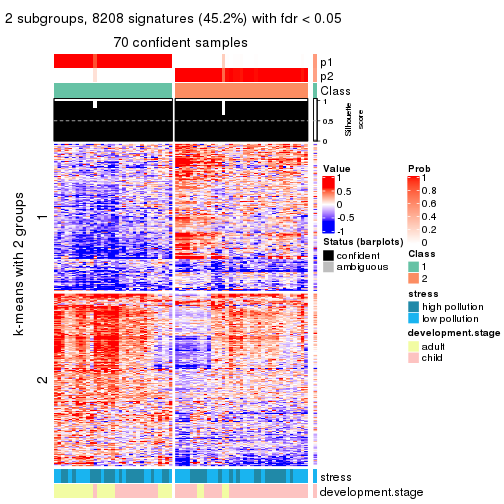 2 subgroups, 8208 signatures (45.2%) with fdr < 0.05
70 confident samples
p1
p2
Class
1
0.5
0
Silhouette
score
k-means with 2 groups
1
2
Value
1
0.5
0
-0.5
-1
Status (barplots)
confident
ambiguous
Prob
1
0.8
0.6
0.4
0.2
0
Class
1
2
stress
high pollution
low pollution
development.stage
adult
child
stress
development.stage